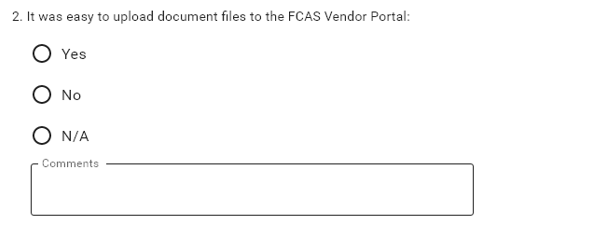 2. It was easy to upload document files to the FCAS Vendor Portal:
Yes
No
N/A
Comments